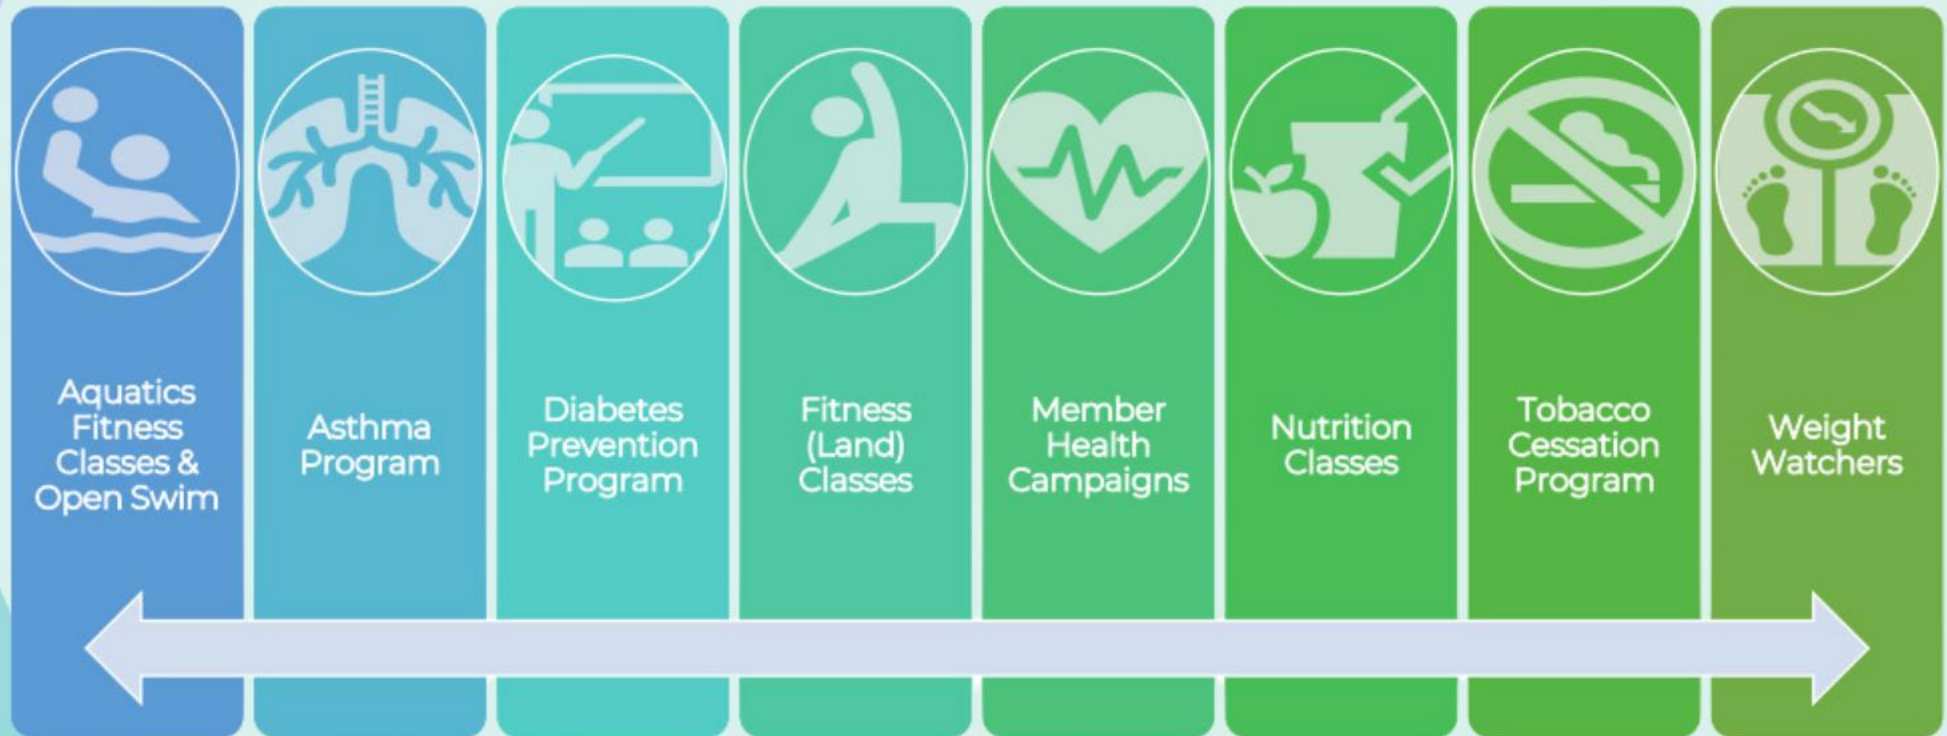 Aquatics
Fitness
Classes &
Open Swim
Asthma
Program
Diabetes
Prevention
Program
Fitness
(Land)
Classes
Member
Health
Campaigns
Nutrition
Classes
Tobacco
Cessation
Program
Weight
Watchers